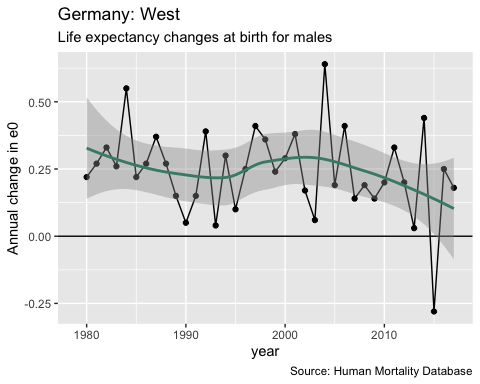 Germany: West
Life expectancy changes at birth for males
Annual change in e0
0.50
0.25
0.00
-0.25
1980 1990 2000 2010
year
Source: Human Mortality Database